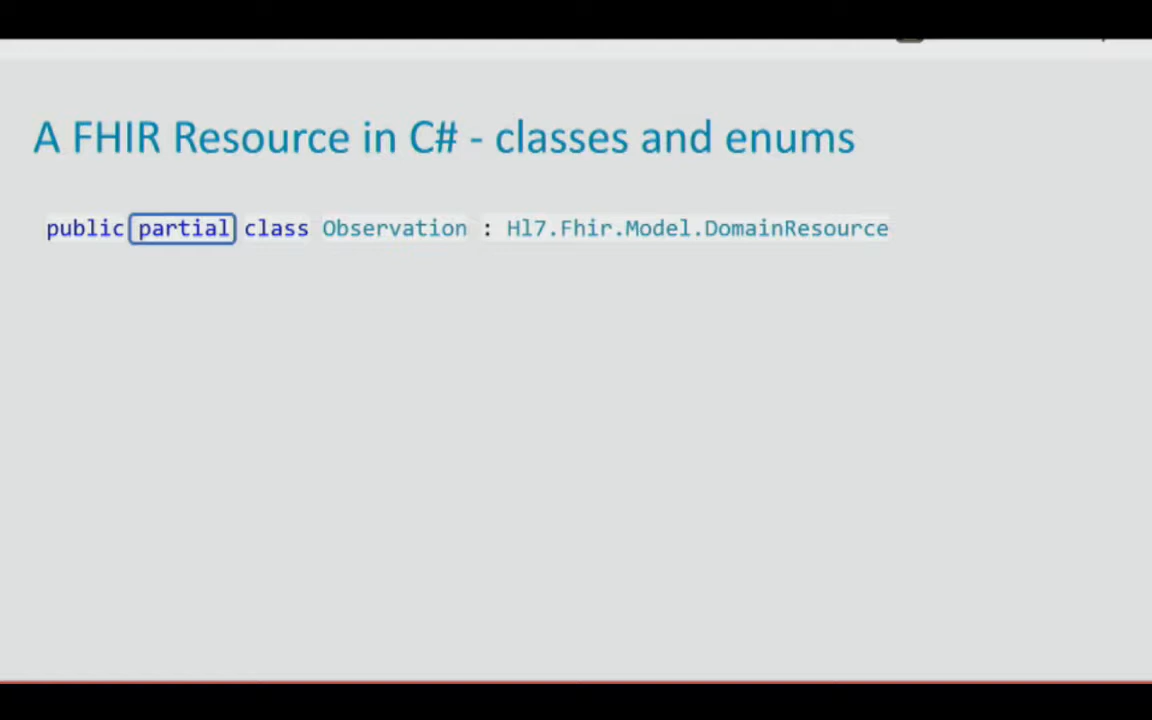 A FHIR Resource in C# - classes and enums
public partial class Observation : Hl7.Fhir.Model.DomainResource